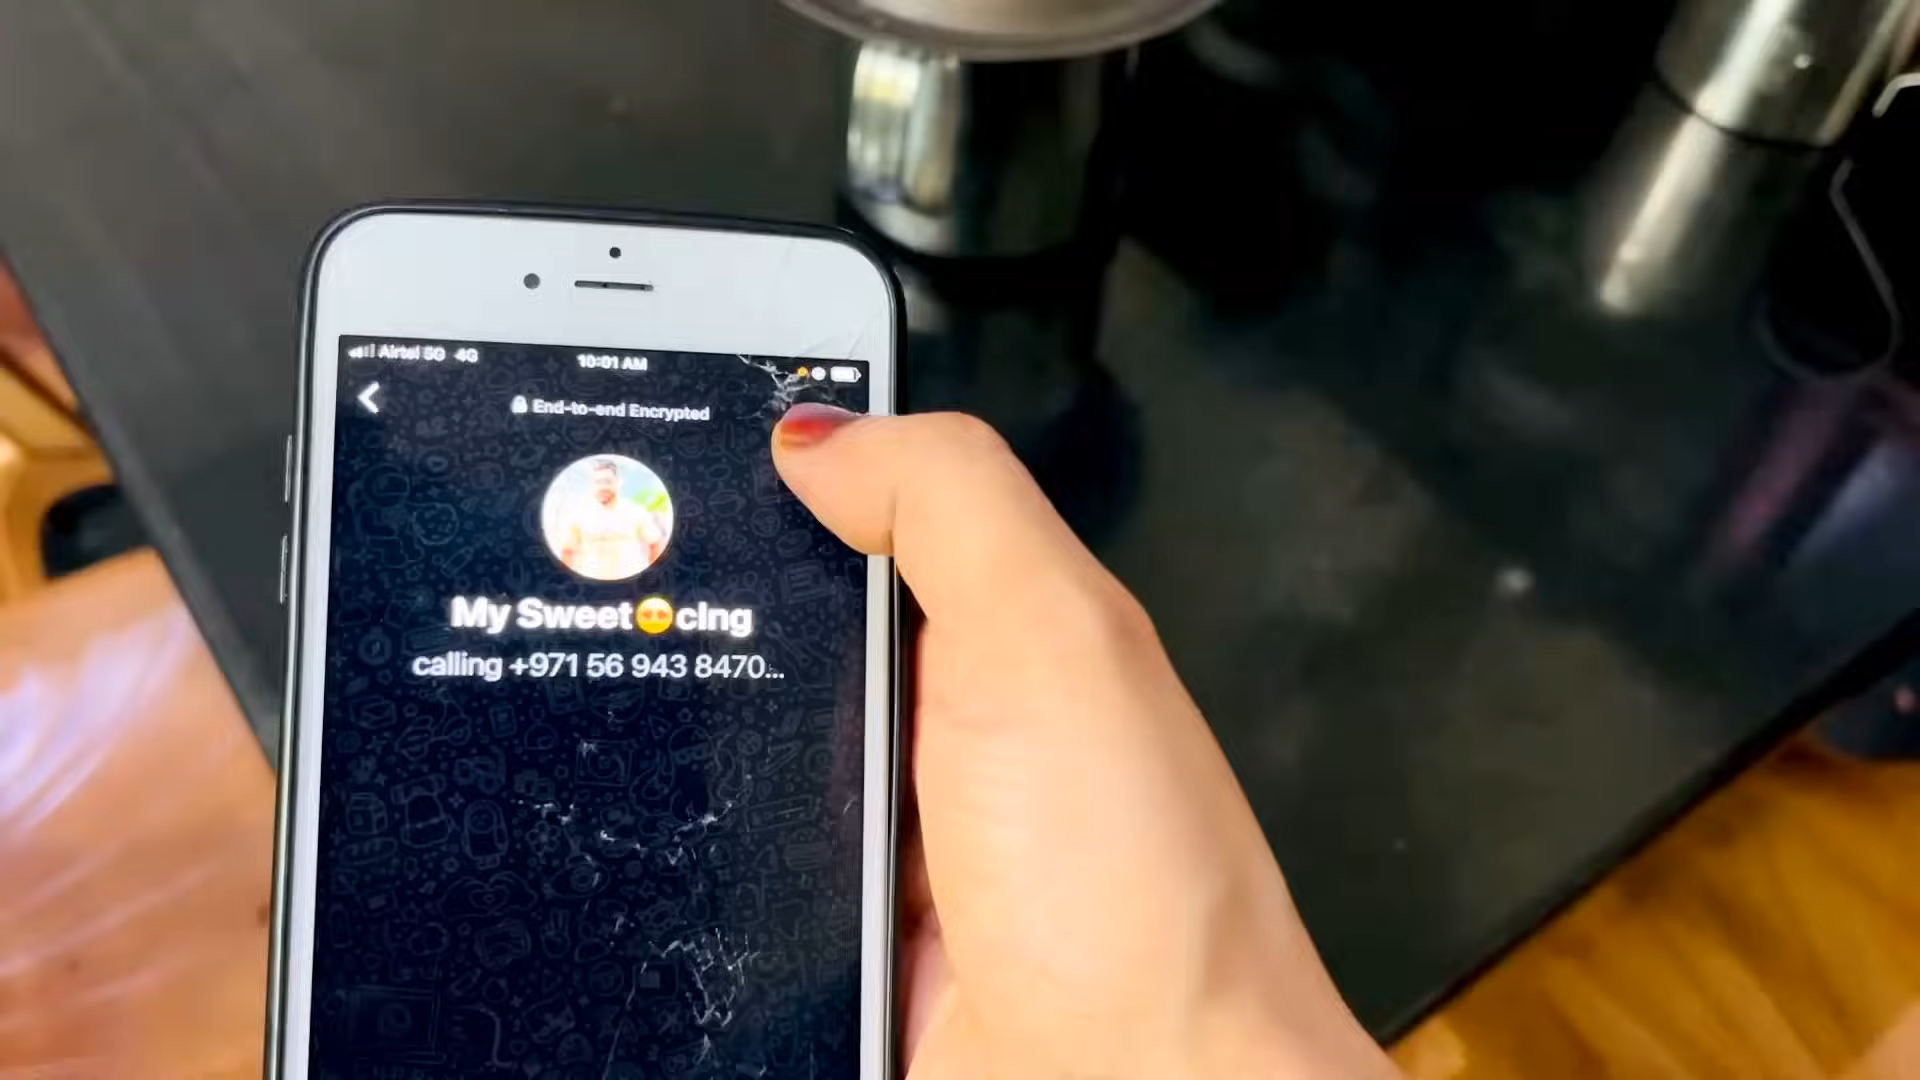 Airtel 5G 4G
10:01 AM
End-to-end Encrypted
My Sweet😍cing
calling +971 56 943 8470...